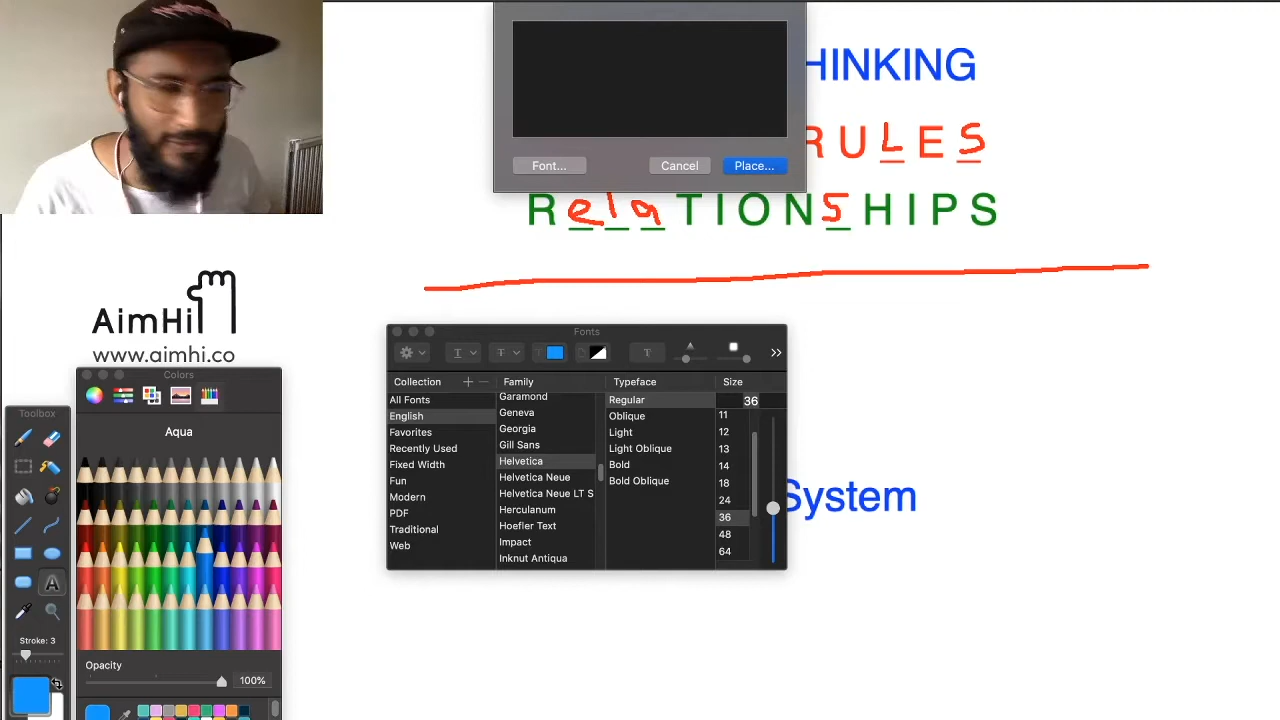 HINKING
RULES
RelaTIONSHIPS
Font...
Cancel
Place...
AimHi
www.aimhi.co
Fonts
Collection
Family
Typeface
Size
All Fonts
English
Favorites
Recently Used
Fixed Width
Fun
Modern
PDF
Traditional
Web
Garamond
Geneva
Georgia
Gill Sans
Helvetica
Helvetica Neue
Helvetica Neue LT S
Herculanum
Hoefler Text
Impact
Inknut Antiqua
Regular
Oblique
Light
Light Oblique
Bold
Bold Oblique
36
11
12
13
14
18
24
36
48
64
System
Colors
Aqua
Opacity
100%
Toolbox
A
Stroke: 3